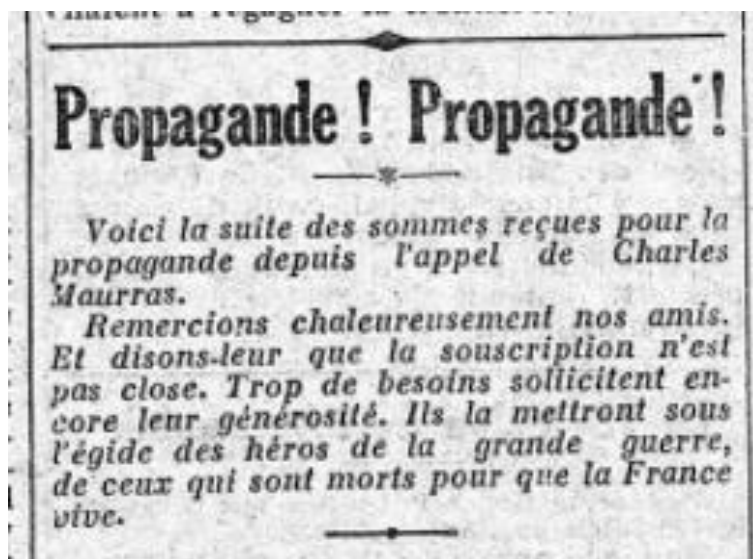 Propagande ! Propagande !
Voici la suite des sommes reçues pour la
propagande depuis l'appel de Charles
Maurras.
Remercions chaleureusement nos amis.
Et disons-leur que la souscription n'est
pas close. Trop de besoins sollicitent en-
core leur générosité. Ils la mettront sous
l'égide des héros de la grande guerre,
de ceux qui sont morts pour que la France
vive.